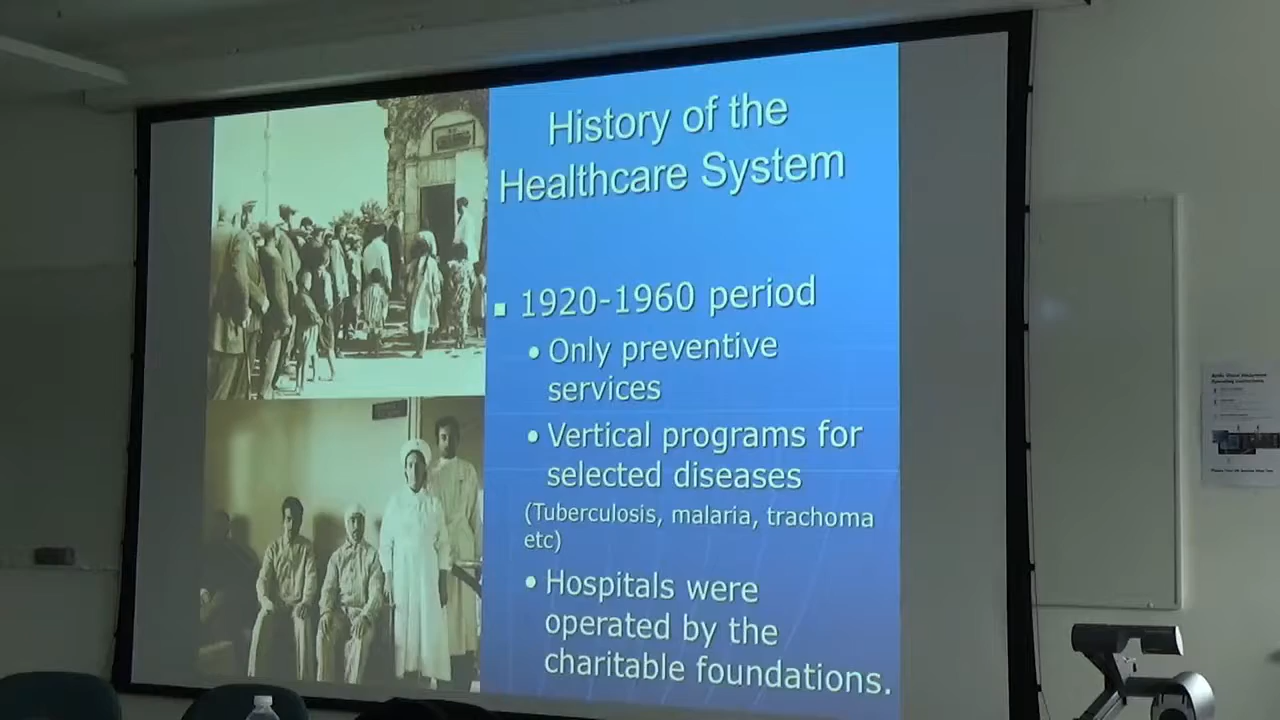 History of the
Healthcare System
1920-1960 period
Only preventive
services
Vertical programs for
selected diseases
(Tuberculosis, malaria, trachoma
etc)
Hospitals were
operated by the
charitable foundations.